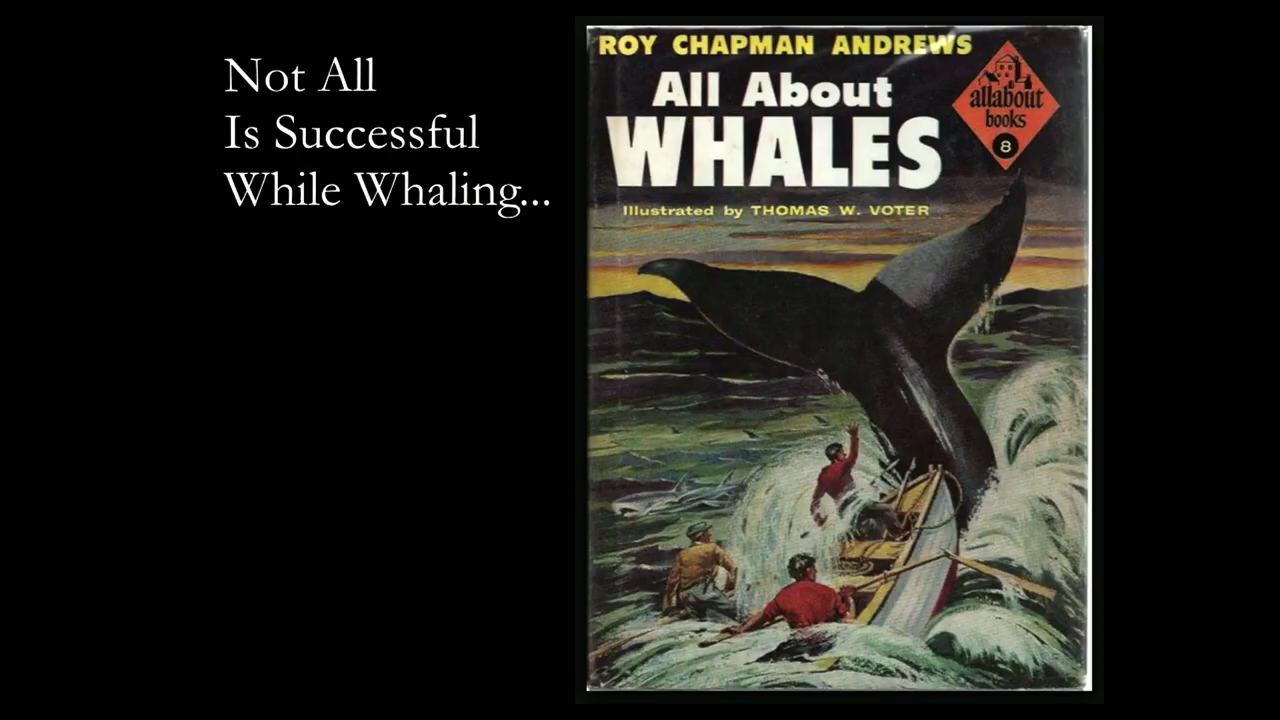 Not All
Is Successful
While Whaling...
ROY CHAPMAN ANDREWS
All About
WHALES
allabout
books
8
Illustrated by THOMAS W. VOTER